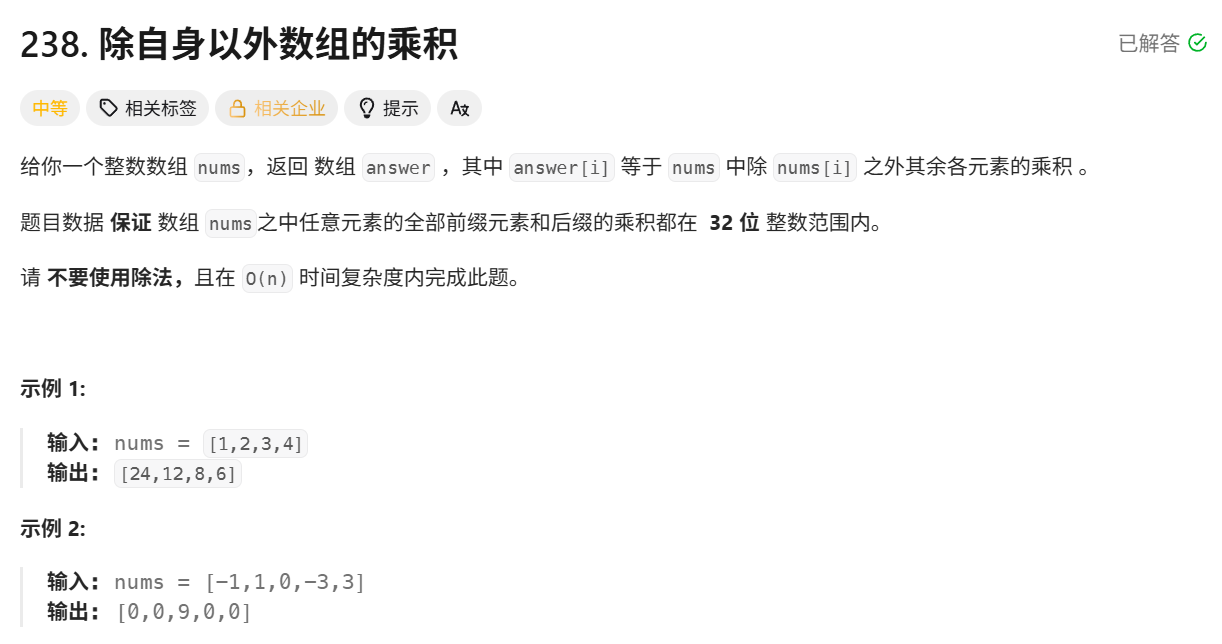 238. 除自身以外数组的乘积
已解答
中等 相关标签 相关企业 提示 Aあ
给你一个整数数组 nums，返回 数组 answer ，其中 answer[i] 等于 nums 中除 nums[i] 之外其余各元素的乘积 。
题目数据 保证 数组 nums之中任意元素的全部前缀元素和后缀的乘积都在 32 位 整数范围内。
请 不要使用除法，且在 O(n) 时间复杂度内完成此题。
示例 1:
输入: nums = [1,2,3,4]
输出: [24,12,8,6]
示例 2:
输入: nums = [-1,1,0,-3,3]
输出: [0,0,9,0,0]